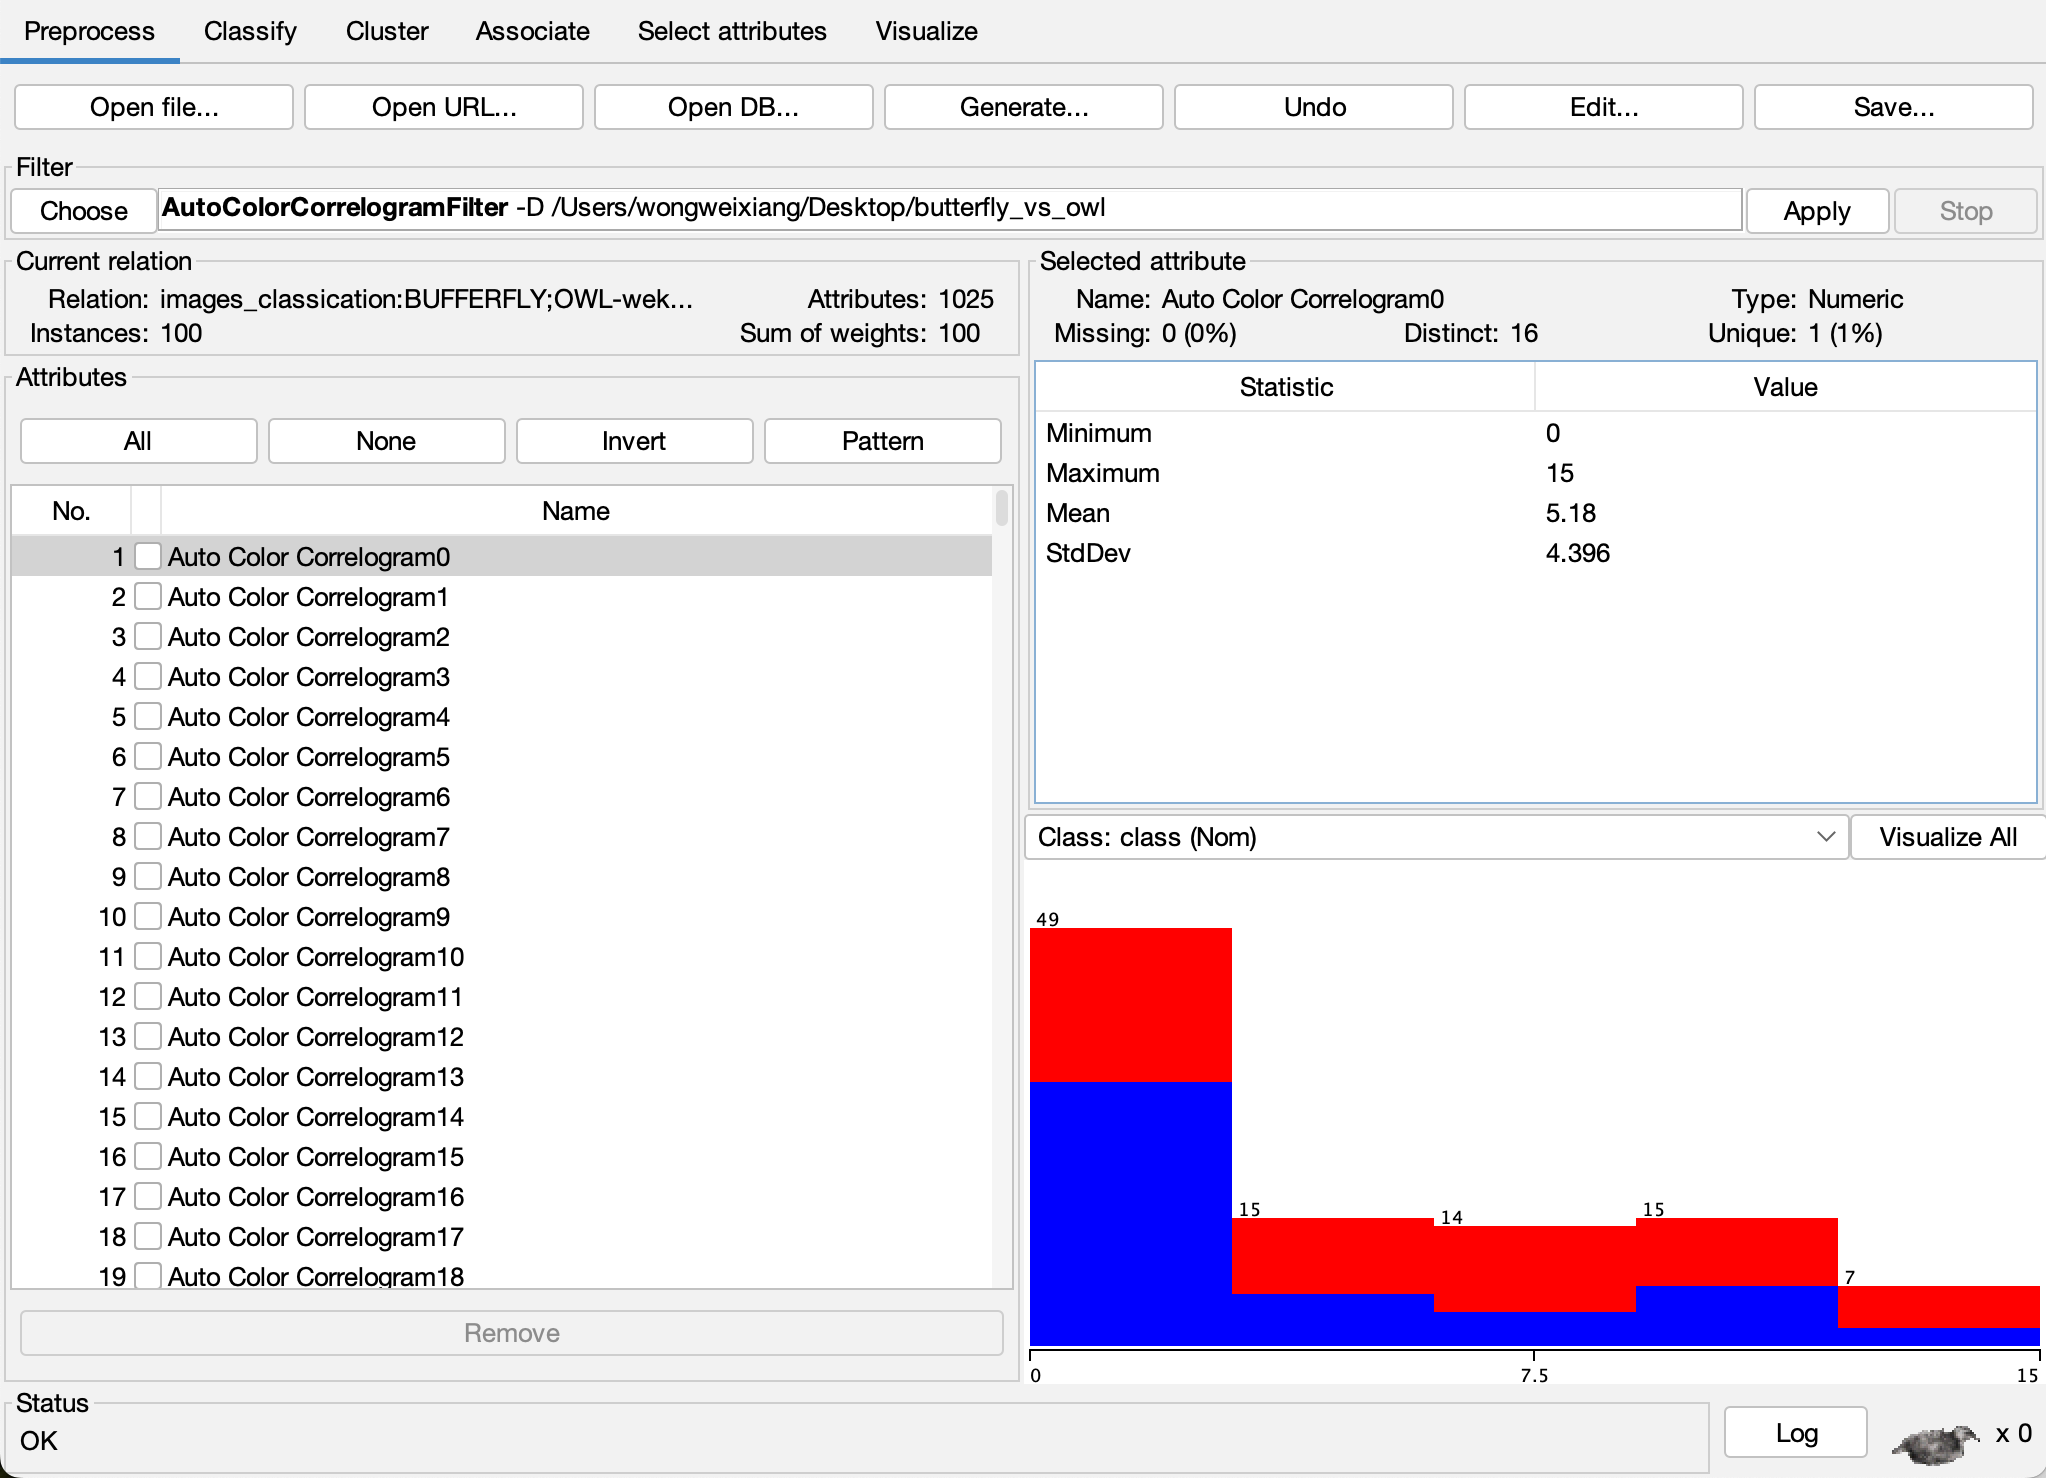 Preprocess Classify Cluster Associate Select attributes Visualize
Open file... Open URL... Open DB... Generate... Undo Edit... Save...
Filter
Choose AutoColorCorrelogramFilter -D /Users/wongweixiang/Desktop/butterfly_vs_owl Apply Stop
Current relation
Relation: images_classication:BUFFERFLY;OWL-wek... Attributes: 1025
Instances: 100 Sum of weights: 100
Attributes
All None Invert Pattern
No. Name
1 Auto Color Correlogram0
2 Auto Color Correlogram1
3 Auto Color Correlogram2
4 Auto Color Correlogram3
5 Auto Color Correlogram4
6 Auto Color Correlogram5
7 Auto Color Correlogram6
8 Auto Color Correlogram7
9 Auto Color Correlogram8
10 Auto Color Correlogram9
11 Auto Color Correlogram10
12 Auto Color Correlogram11
13 Auto Color Correlogram12
14 Auto Color Correlogram13
15 Auto Color Correlogram14
16 Auto Color Correlogram15
17 Auto Color Correlogram16
18 Auto Color Correlogram17
19 Auto Color Correlogram18
Remove
Selected attribute
Name: Auto Color Correlogram0 Type: Numeric
Missing: 0 (0%) Distinct: 16 Unique: 1 (1%)
Statistic Value
Minimum 0
Maximum 15
Mean 5.18
StdDev 4.396
Class: class (Nom) Visualize All
49
15 14 15
7
0 7.5 15
Status
OK
Log x 0